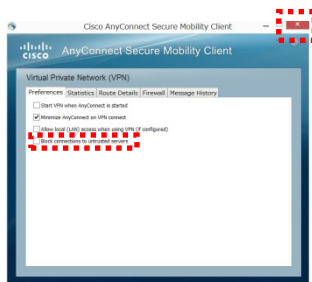 Cisco AnyConnect Secure Mobility Client
CISCO AnyConnect Secure Mobility Client
Virtual Private Network (VPN)
Preferences Statistics Route Details Firewall Message History
Start VPN when AnyConnect is started
Minimize AnyConnect on VPN connect
Allow local (LAN) access when using VPN (if configured)
Block connections to untrusted servers